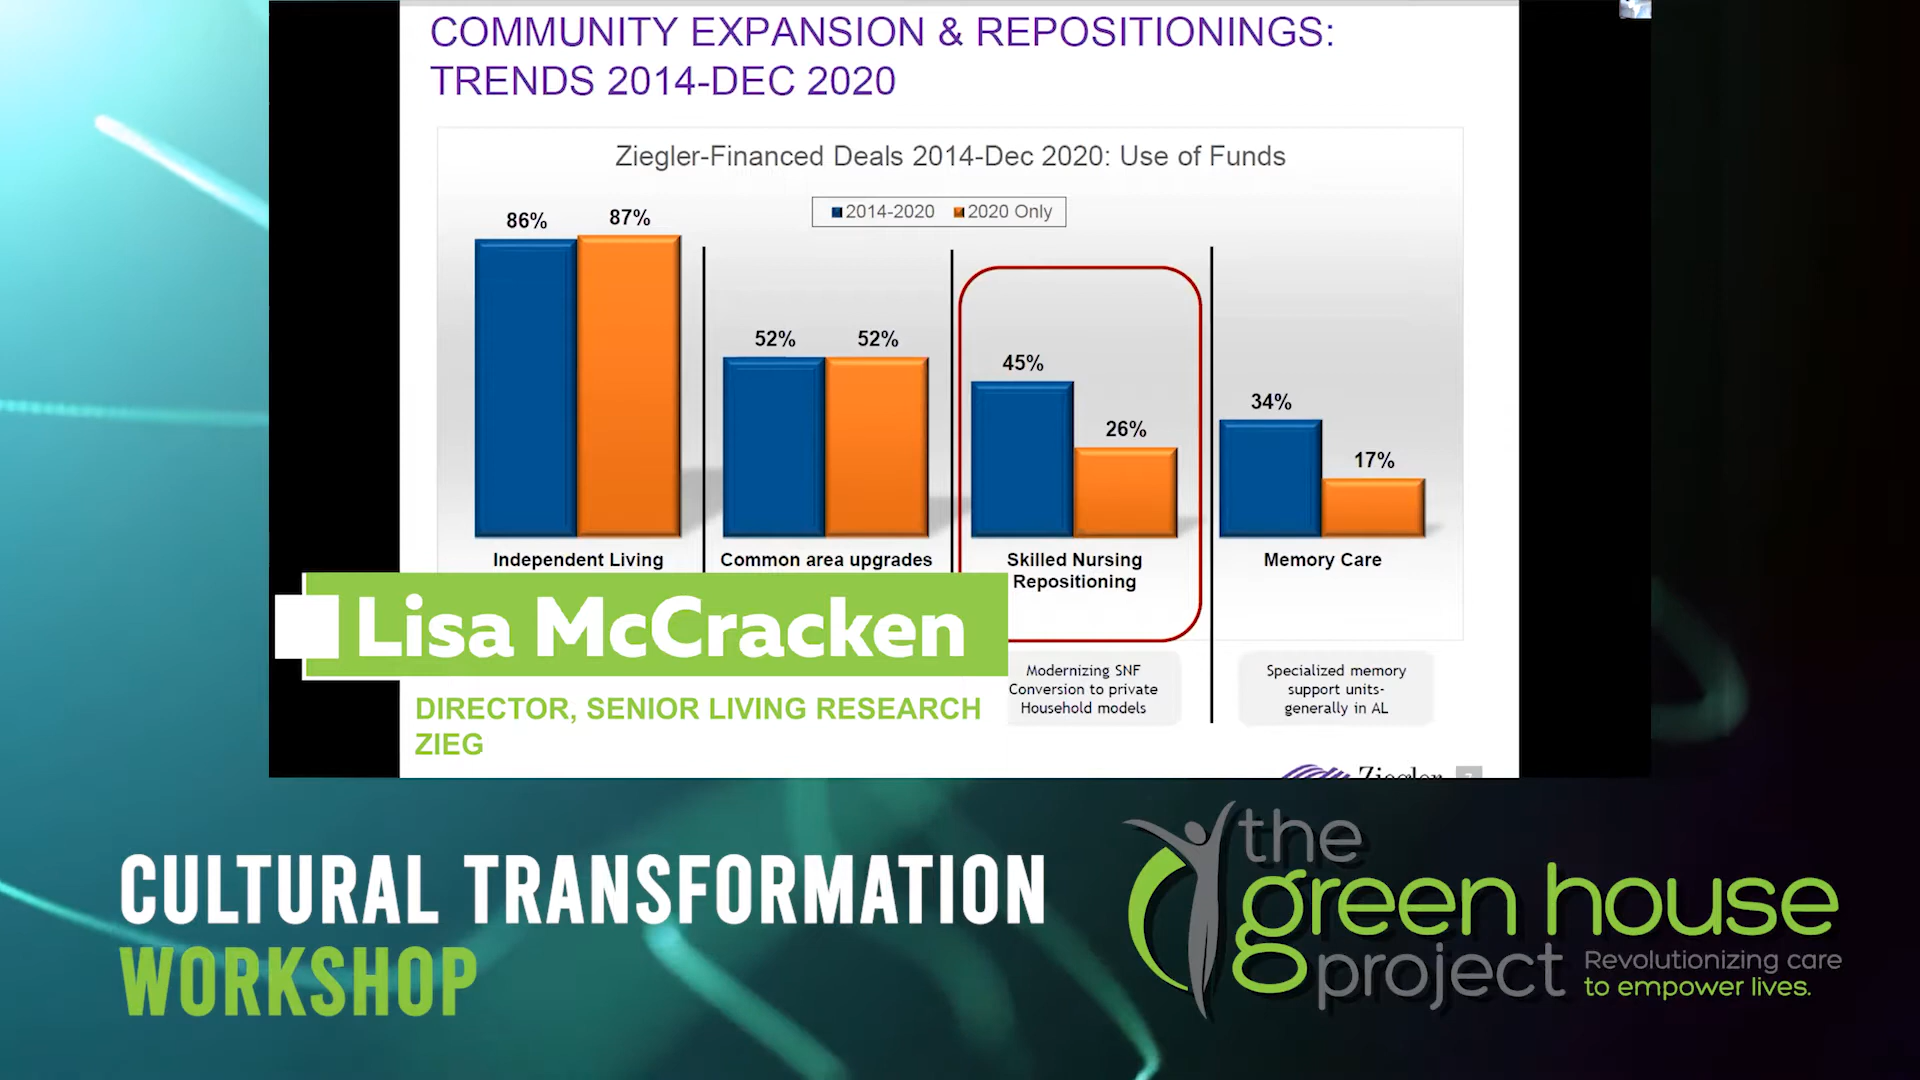 COMMUNITY EXPANSION & REPOSITIONINGS:
TRENDS 2014-DEC 2020
Ziegler-Financed Deals 2014-Dec 2020: Use of Funds
2014-2020 2020 Only
86% 87%
52% 52%
45% 26%
34% 17%
Independent Living
Common area upgrades
Skilled Nursing
Repositioning
Memory Care
Lisa McCracken
DIRECTOR, SENIOR LIVING RESEARCH
ZIEG
Modernizing SNF
Conversion to private
Household models
Specialized memory
support units-
generally in AL
Ziegler
CULTURAL TRANSFORMATION
WORKSHOP
the
green house
project
Revolutionizing care
to empower lives.